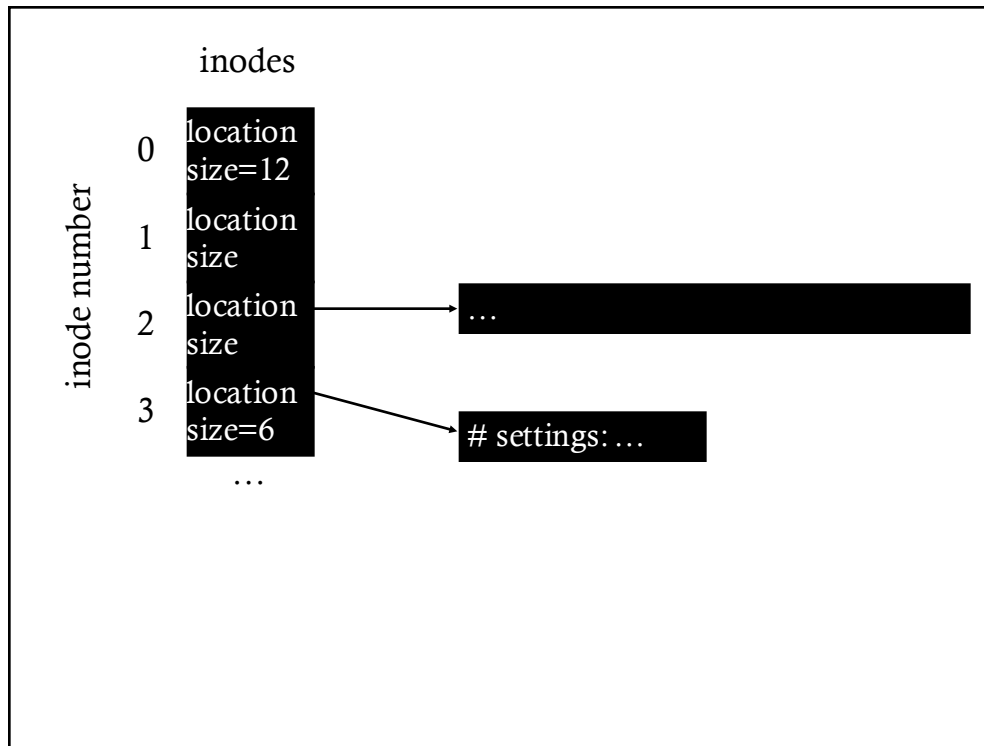 inodes
inode number
0
location
size=12
1
location
size
2
location
size
…
3
location
size=6
# settings: …
…